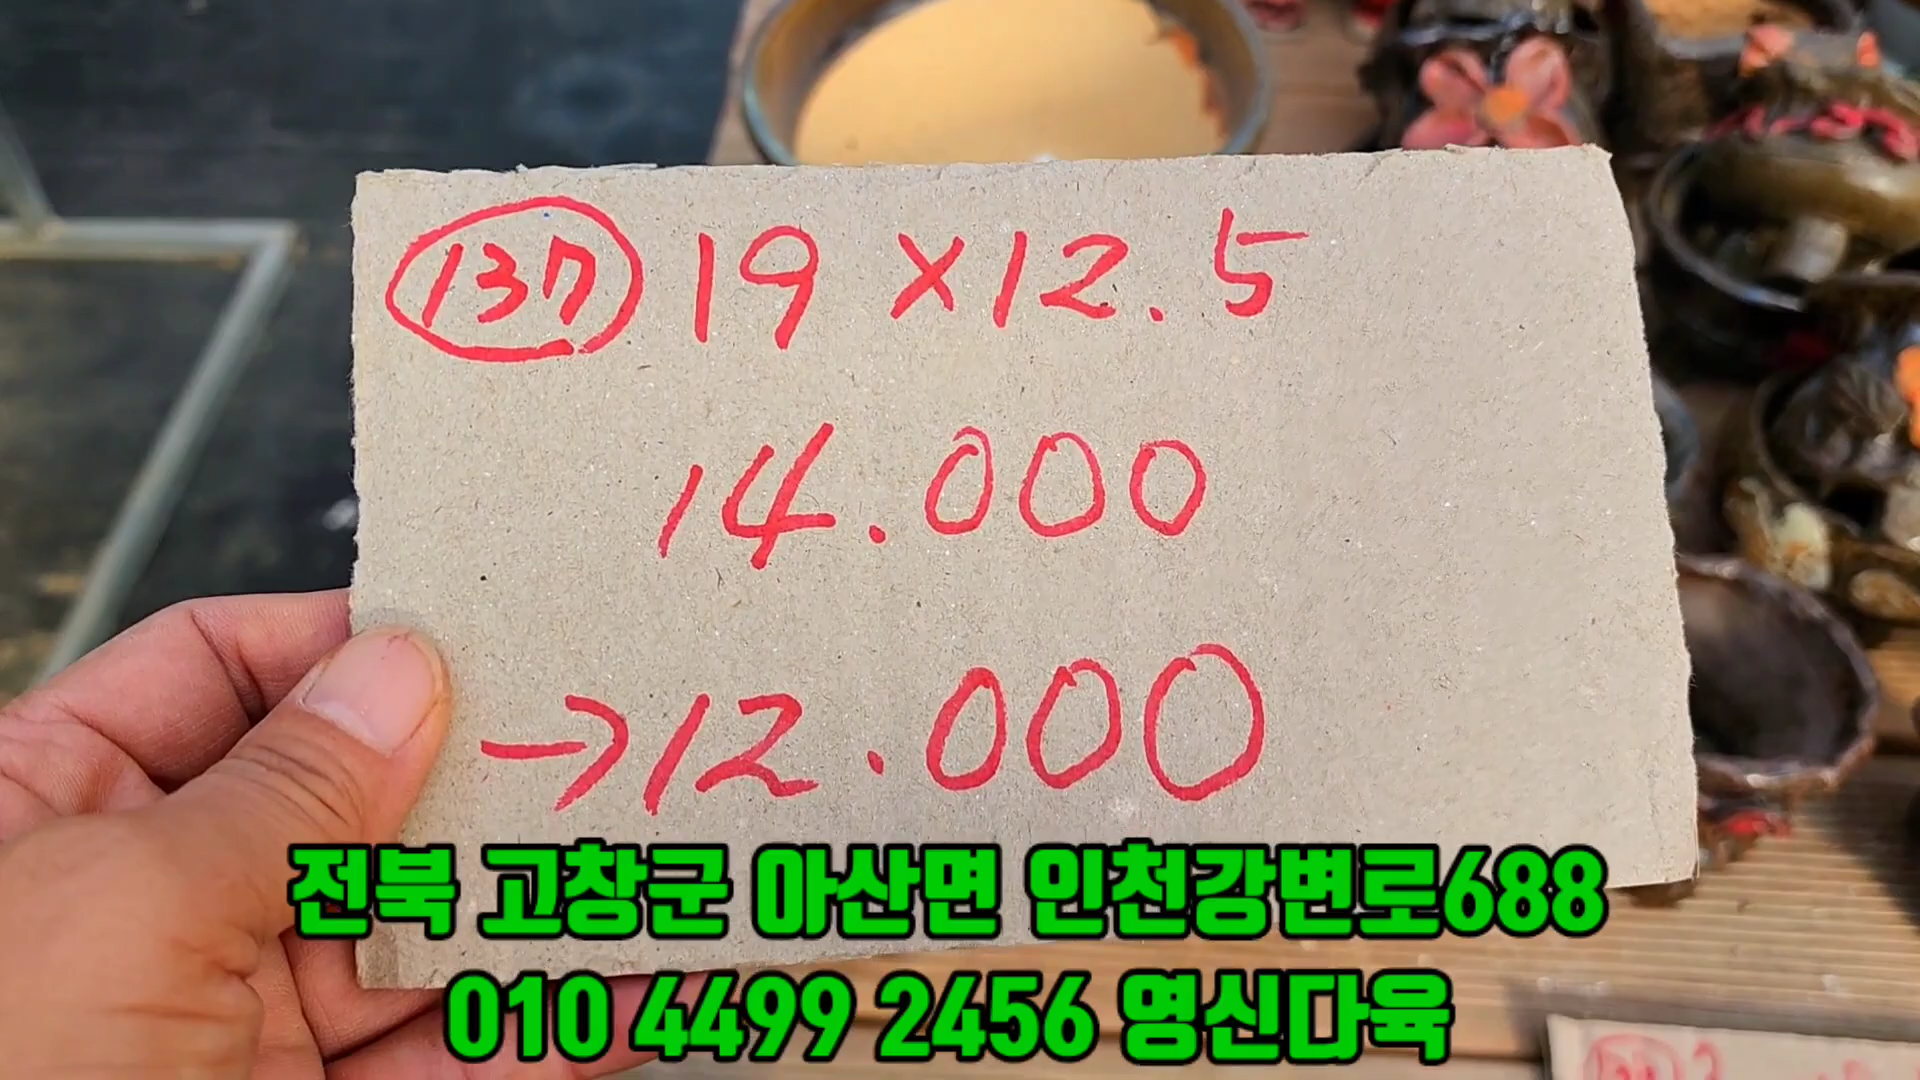 137 19 x 12.5
14.000
→12.000
전북 고창군 아산면 인천강변로688
010 4499 2456 영신다육